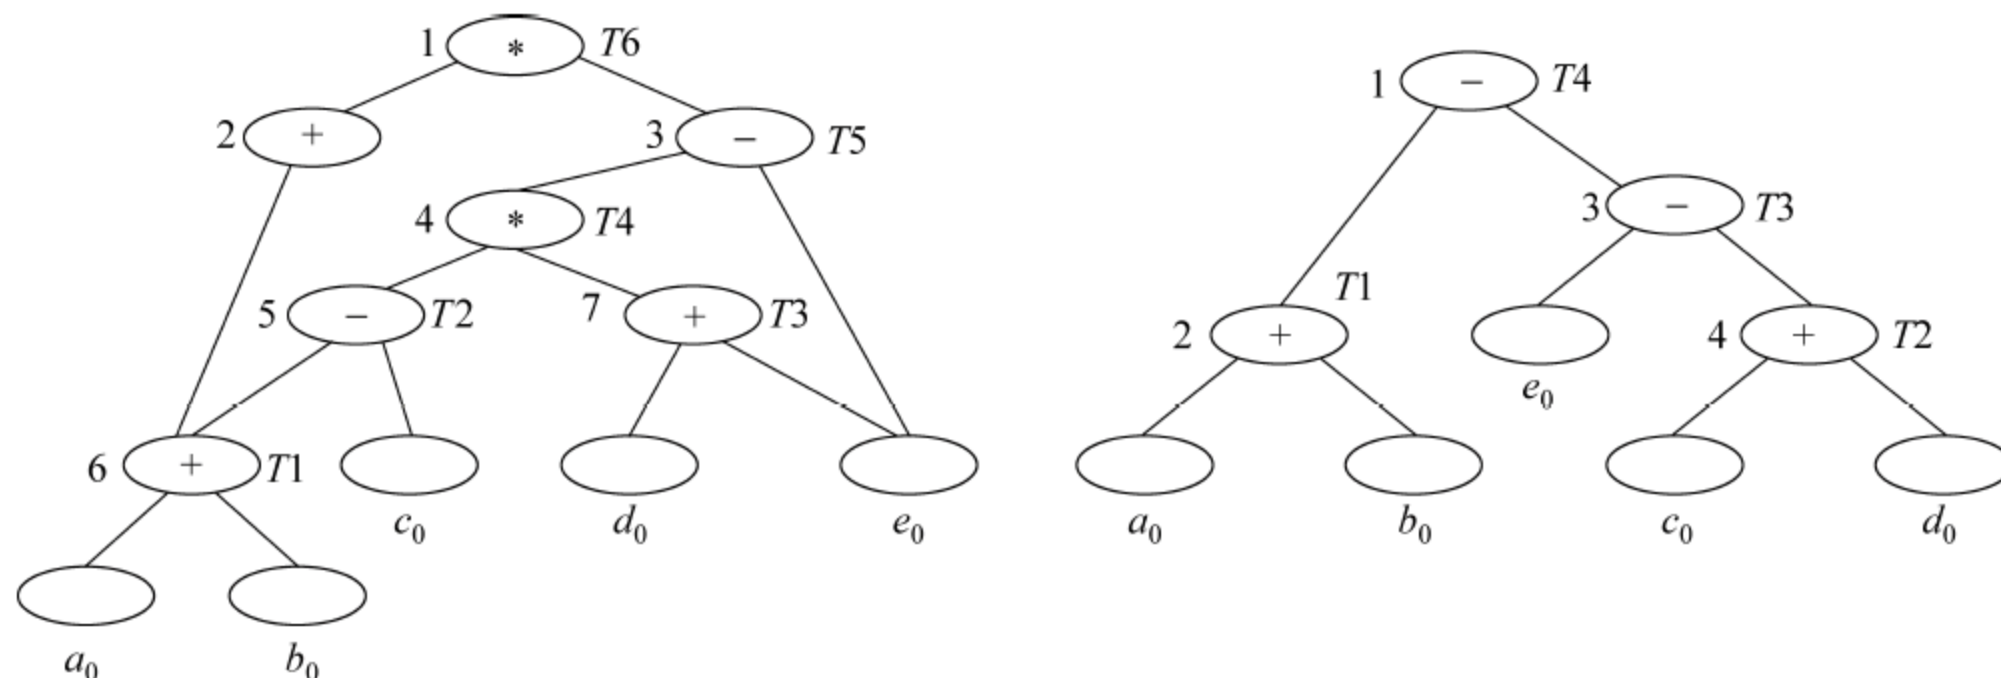 1 * T6
1 − T4
2 + 3 − T5
3 − T3
4 * T4
T1
5 − T2 7 + T3
2 + 4 + T2
e₀
6 + T1
c₀ d₀ e₀
a₀ b₀ c₀ d₀
a₀ b₀